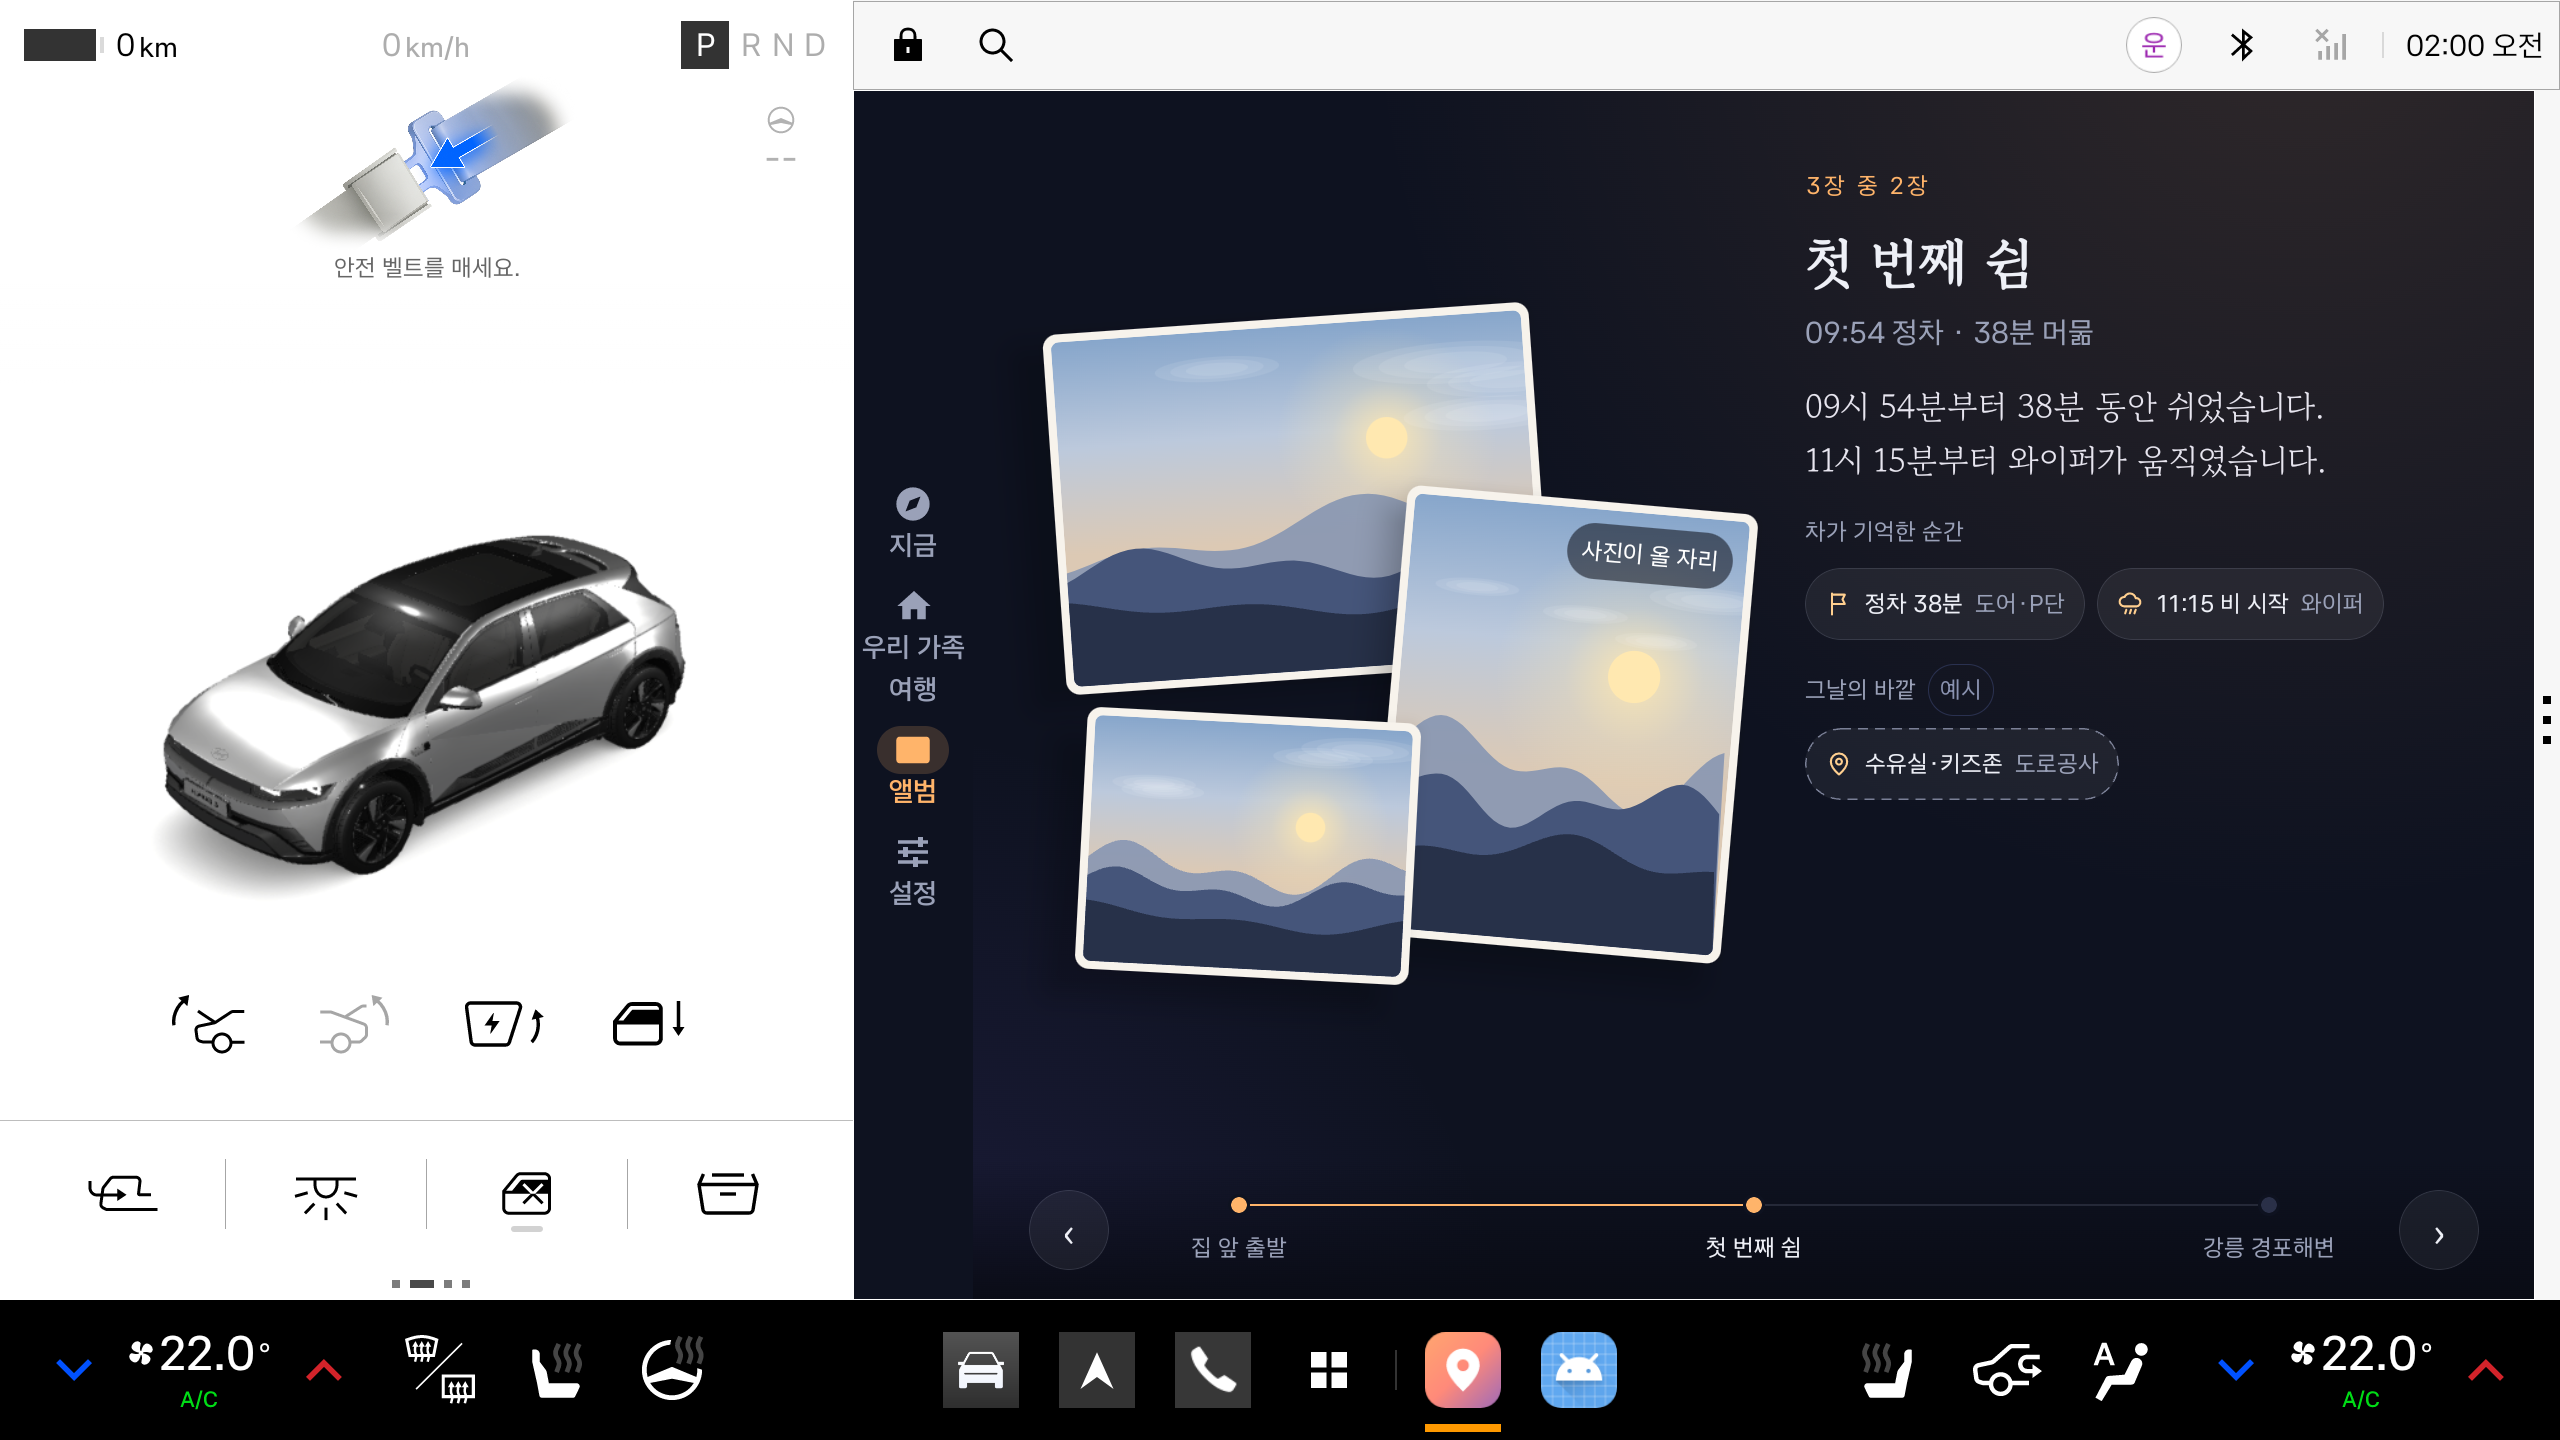 0 km
0 km/h
P R N D
안전 벨트를 매세요.
운
02:00 오전
지금
우리 가족
여행
앨범
설정
사진이 올 자리
3장 중 2장
첫 번째 쉼
09:54 정차 · 38분 머묾
09시 54분부터 38분 동안 쉬었습니다.
11시 15분부터 와이퍼가 움직였습니다.
차가 기억한 순간
정차 38분 도어·P단
11:15 비 시작 와이퍼
그날의 바깥 예시
수유실·키즈존 도로공사
집 앞 출발
첫 번째 쉼
강릉 경포해변
22.0°
A/C
A
22.0°
A/C